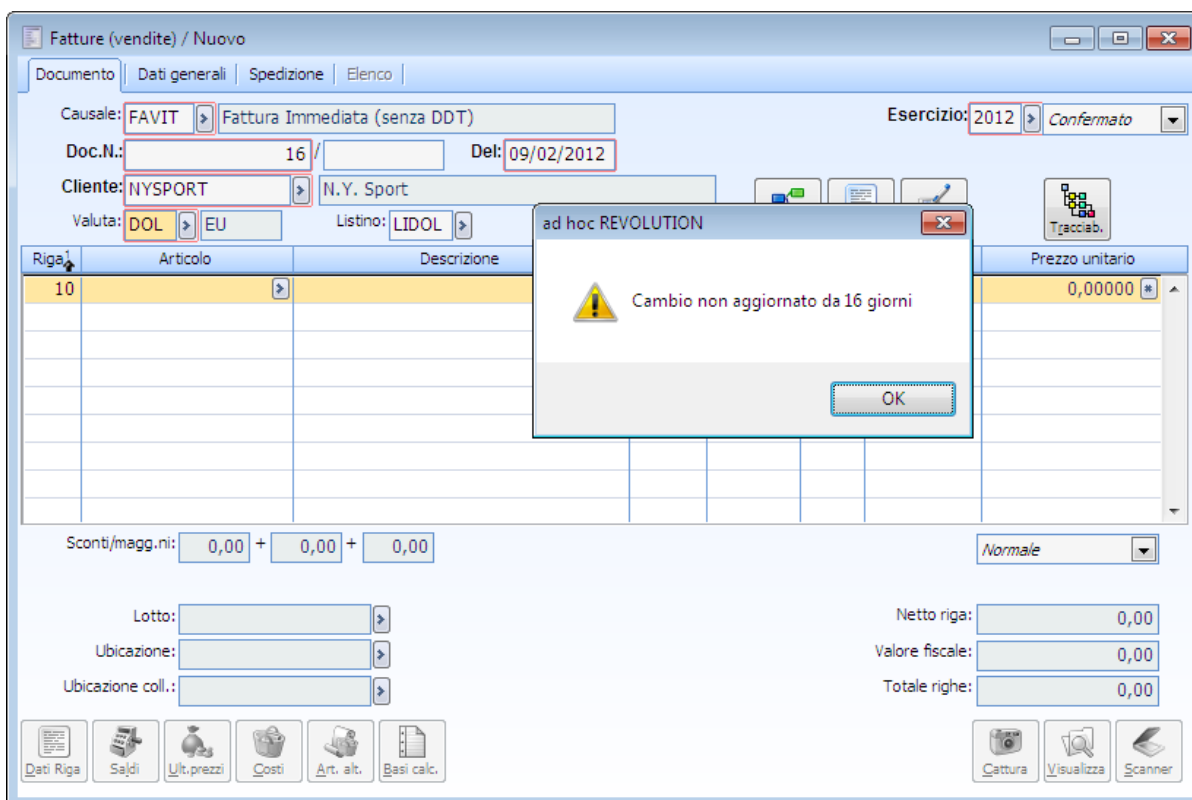 Fatture (vendite) / Nuovo
Documento Dati generali Spedizione Elenco
Causale: FAVIT Fattura Immediata (senza DDT) Esercizio: 2012 Confermato
Doc.N.: 16 / Del: 09/02/2012
Cliente: NYSPORT N.Y. Sport
Valuta: DOL EU Listino: LIDOL Tracciab.
ad hoc REVOLUTION
Cambio non aggiornato da 16 giorni
OK
Riga Articolo Descrizione Prezzo unitario
10 0,00000
Sconti/magg.ni: 0,00 + 0,00 + 0,00 Normale
Lotto: Netto riga: 0,00
Ubicazione: Valore fiscale: 0,00
Ubicazione coll.: Totale righe: 0,00
Dati Riga Saldi Ult.prezzi Costi Art. alt. Basi calc. Cattura Visualizza Scanner